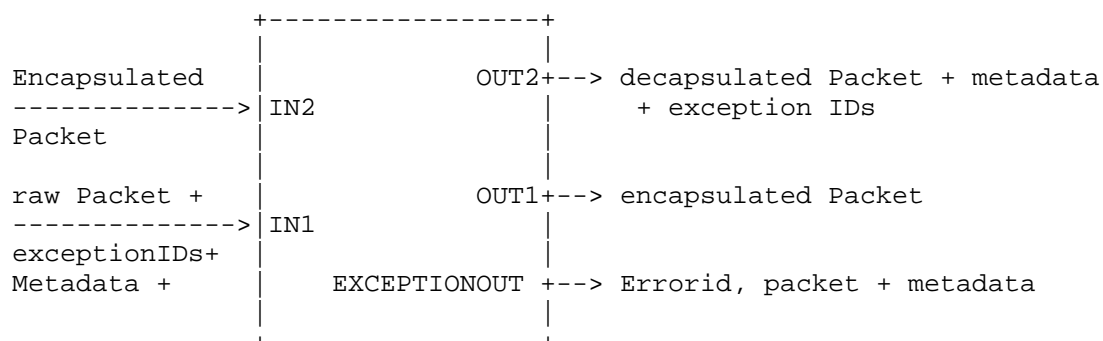 +-----------------+
| |
Encapsulated | OUT2+--> decapsulated Packet + metadata
-------------->|IN2 | + exception IDs
Packet | |
| |
raw Packet + | OUT1+--> encapsulated Packet
-------------->|IN1 |
exceptionIDs+ | |
Metadata + | EXCEPTIONOUT +--> Errorid, packet + metadata
| |